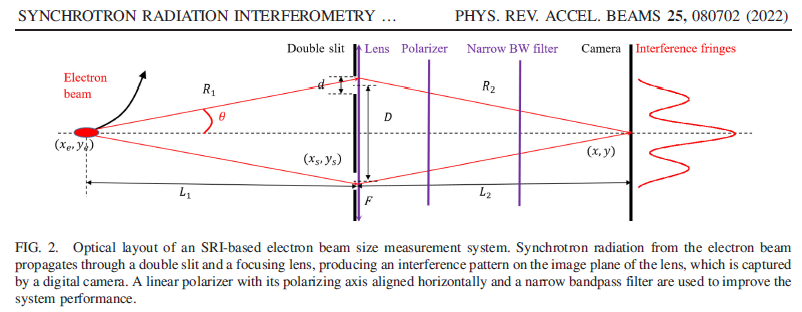 SYNCHROTRON RADIATION INTERFEROMETRY … PHYS. REV. ACCEL. BEAMS 25, 080702 (2022)
Double slit Lens Polarizer Narrow BW filter Camera Interference fringes
Electron
beam
R₁
d
R₂
θ
D
(xₑ, yₑ)
(xₛ, yₛ)
(x, y)
L₁
F
L₂
FIG. 2. Optical layout of an SRI-based electron beam size measurement system. Synchrotron radiation from the electron beam
propagates through a double slit and a focusing lens, producing an interference pattern on the image plane of the lens, which is captured
by a digital camera. A linear polarizer with its polarizing axis aligned horizontally and a narrow bandpass filter are used to improve the
system performance.